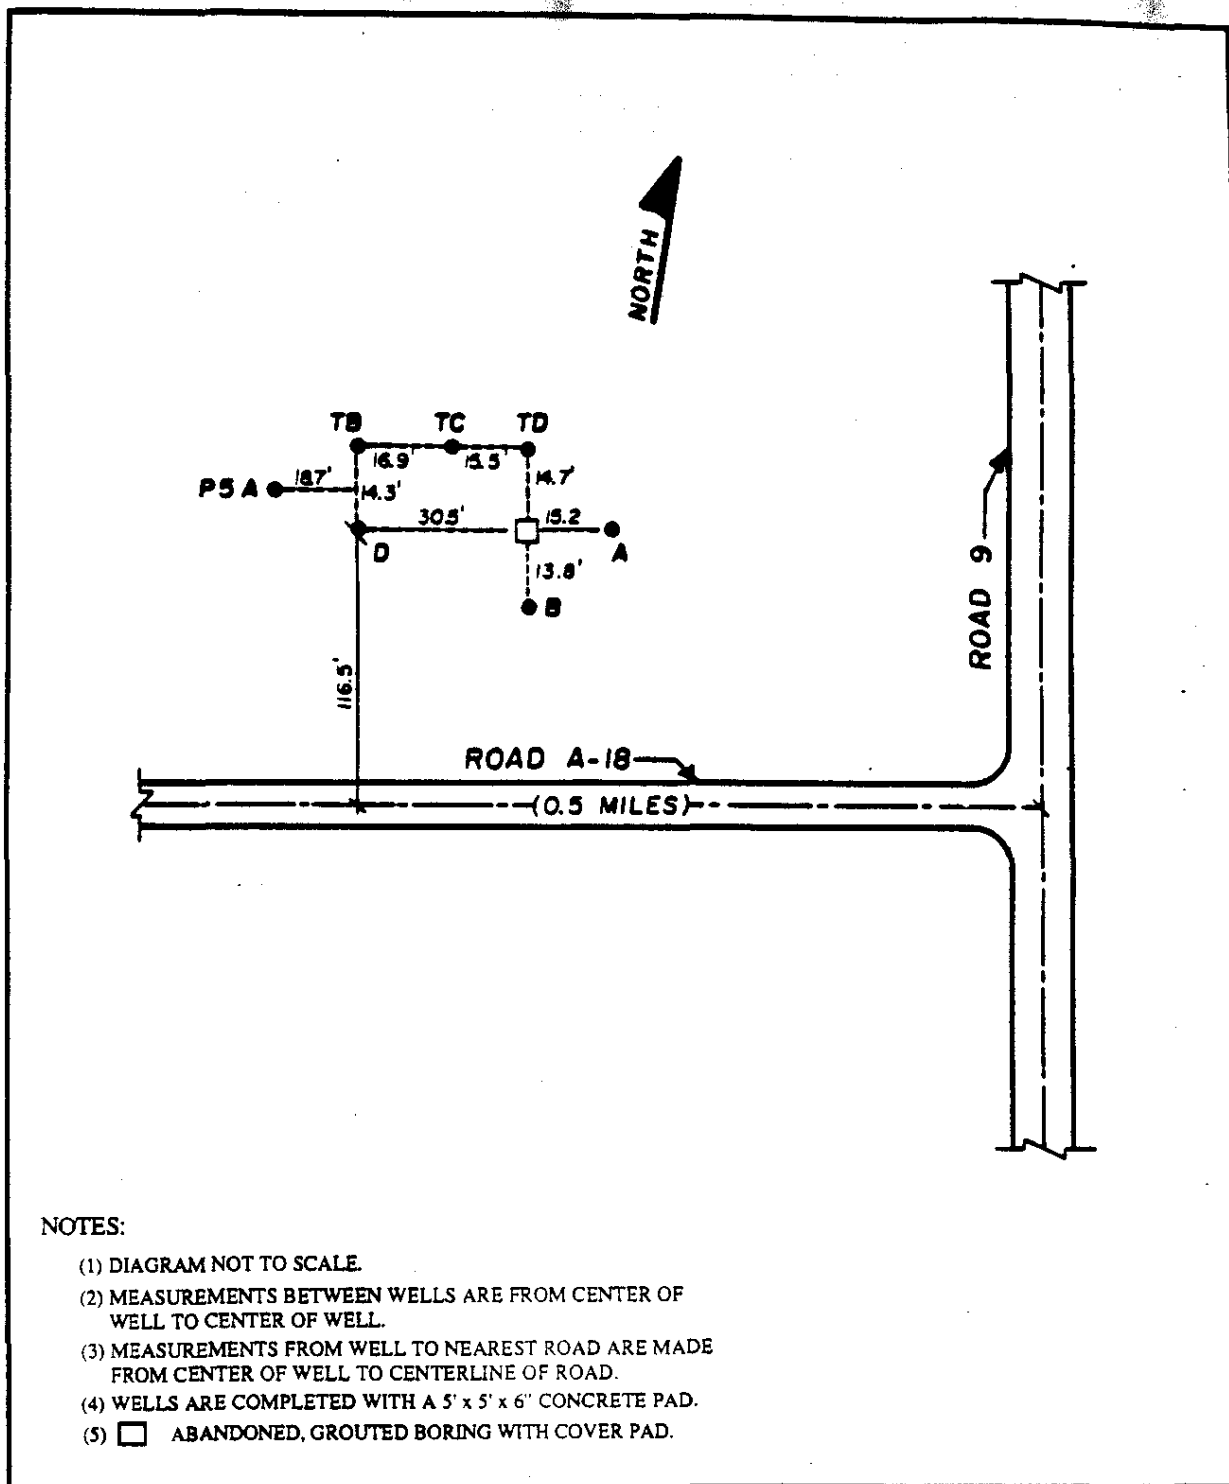 NORTH
TB TC TD
16.9' 15.5'
P5A 18.7' 14.3' 14.7'
30.5' 15.2
D A
13.8'
B
116.5'
ROAD 9
ROAD A-18
(0.5 MILES)
NOTES:
(1) DIAGRAM NOT TO SCALE.
(2) MEASUREMENTS BETWEEN WELLS ARE FROM CENTER OF
WELL TO CENTER OF WELL.
(3) MEASUREMENTS FROM WELL TO NEAREST ROAD ARE MADE
FROM CENTER OF WELL TO CENTERLINE OF ROAD.
(4) WELLS ARE COMPLETED WITH A 5' x 5' x 6" CONCRETE PAD.
(5) ABANDONED, GROUTED BORING WITH COVER PAD.